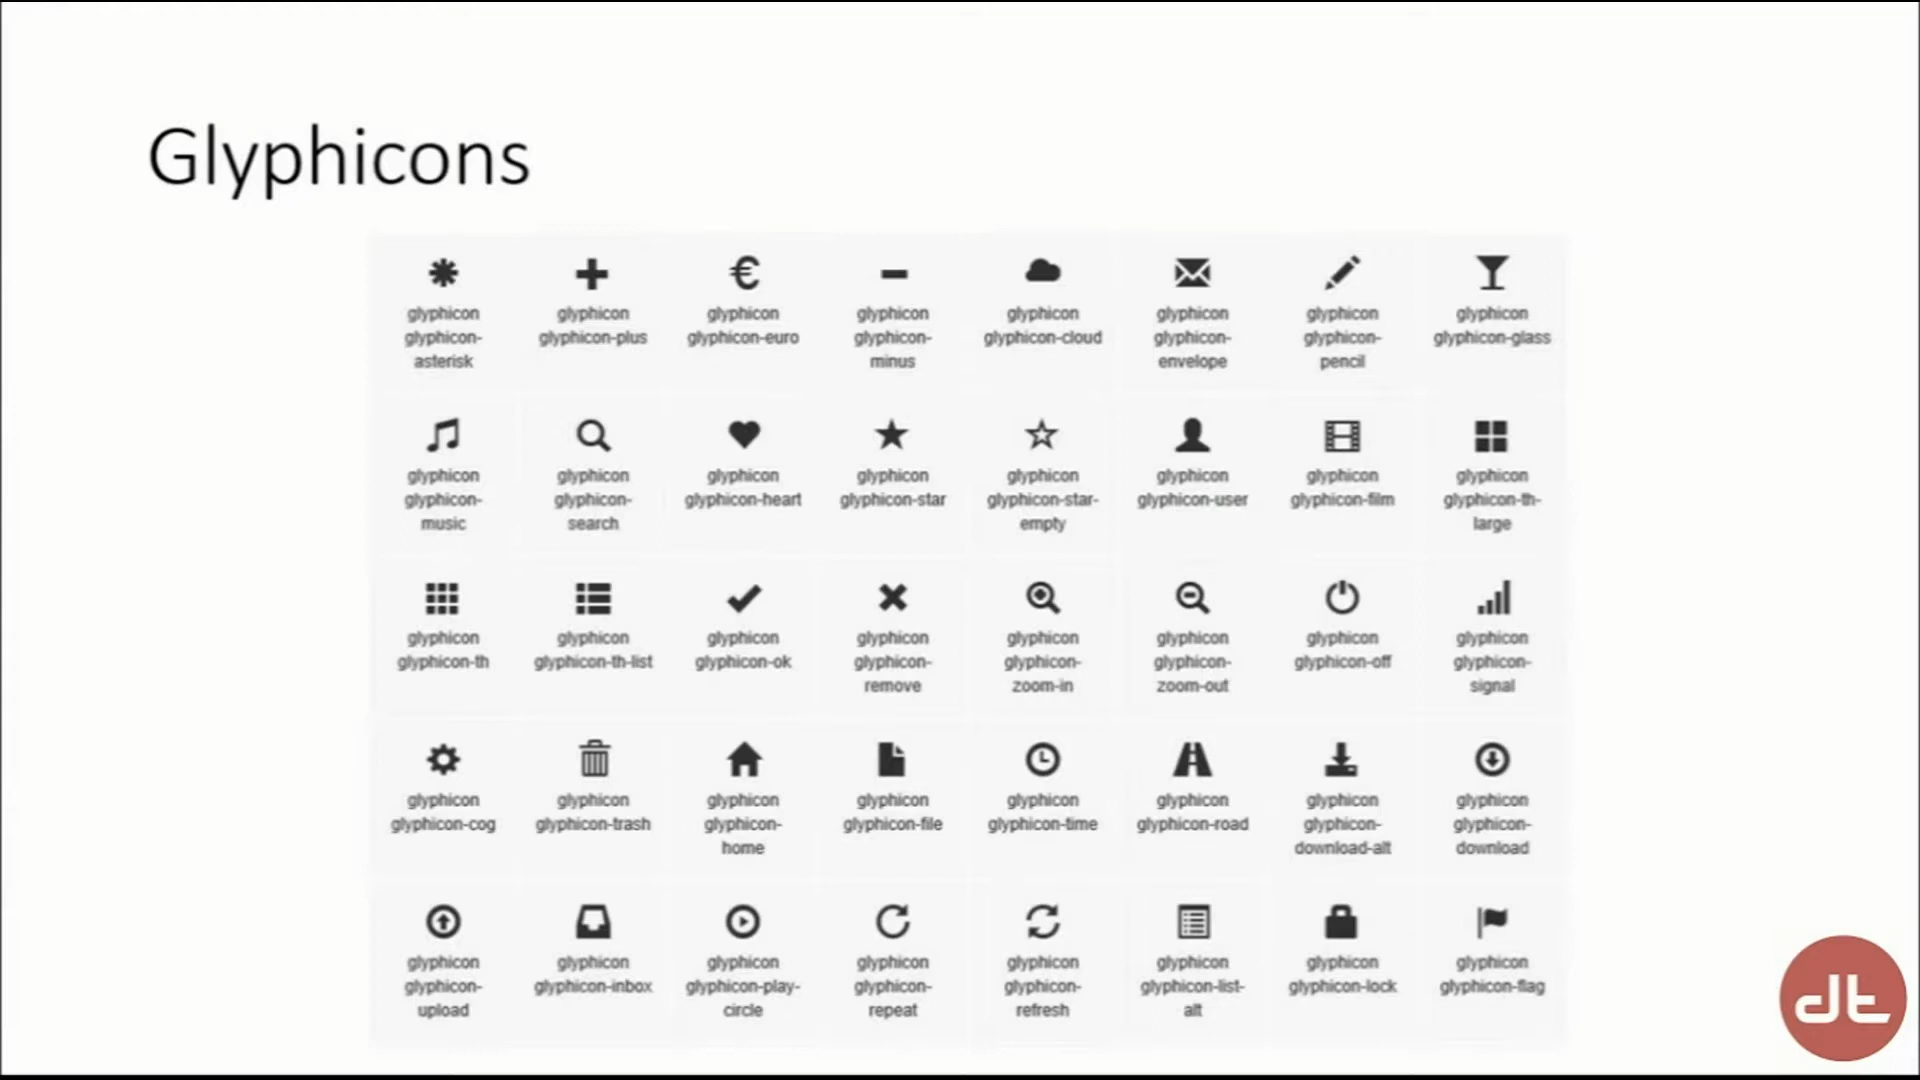 Glyphicons
glyphicon glyphicon glyphicon glyphicon glyphicon glyphicon glyphicon glyphicon
glyphicon- glyphicon-plus glyphicon-euro glyphicon- glyphicon-cloud glyphicon- glyphicon- glyphicon-glass
asterisk minus envelope pencil
glyphicon glyphicon glyphicon glyphicon glyphicon glyphicon glyphicon glyphicon
glyphicon- glyphicon- glyphicon-heart glyphicon-star glyphicon-star- glyphicon-user glyphicon-film glyphicon-th-
music search empty large
glyphicon glyphicon glyphicon glyphicon glyphicon glyphicon glyphicon glyphicon
glyphicon-th glyphicon-th-list glyphicon-ok glyphicon- glyphicon- glyphicon- glyphicon-off glyphicon-
remove zoom-in zoom-out signal
glyphicon glyphicon glyphicon glyphicon glyphicon glyphicon glyphicon glyphicon
glyphicon-cog glyphicon-trash glyphicon- glyphicon-file glyphicon-time glyphicon-road glyphicon- glyphicon-
home download-alt download
glyphicon glyphicon glyphicon glyphicon glyphicon glyphicon glyphicon glyphicon
glyphicon- glyphicon-inbox glyphicon-play- glyphicon- glyphicon- glyphicon-list- glyphicon-lock glyphicon-flag
upload circle repeat refresh alt
dt